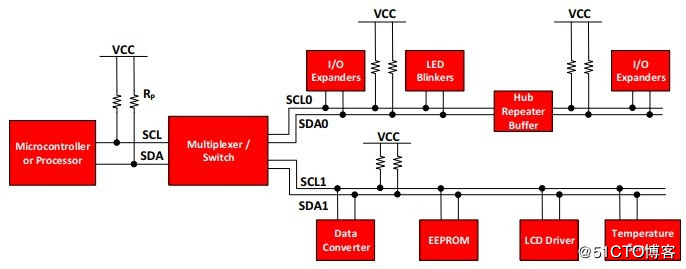 VCC
VCC
VCC
I/O
Expanders
LED
Blinkers
I/O
Expanders
RP
SCL0
SDA0
Hub
Repeater
Buffer
Microcontroller
or Processor
SCL
SDA
Multiplexer /
Switch
VCC
SCL1
SDA1
Data
Converter
EEPROM
LCD Driver
Temperature
@51CTO博客